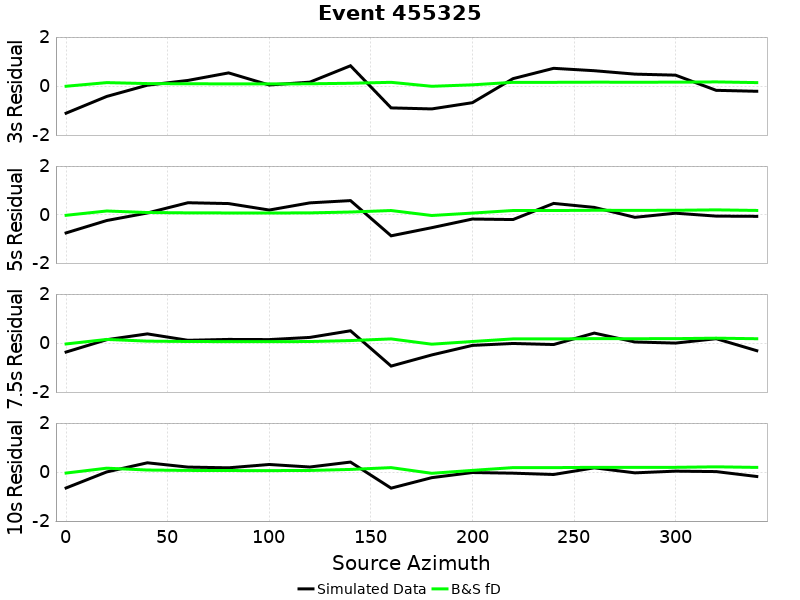 Event 455325
3s Residual
2
0
-2
5s Residual
2
0
-2
7.5s Residual
2
0
-2
10s Residual
2
0
-2
0 50 100 150 200 250 300
Source Azimuth
Simulated Data B&S fD